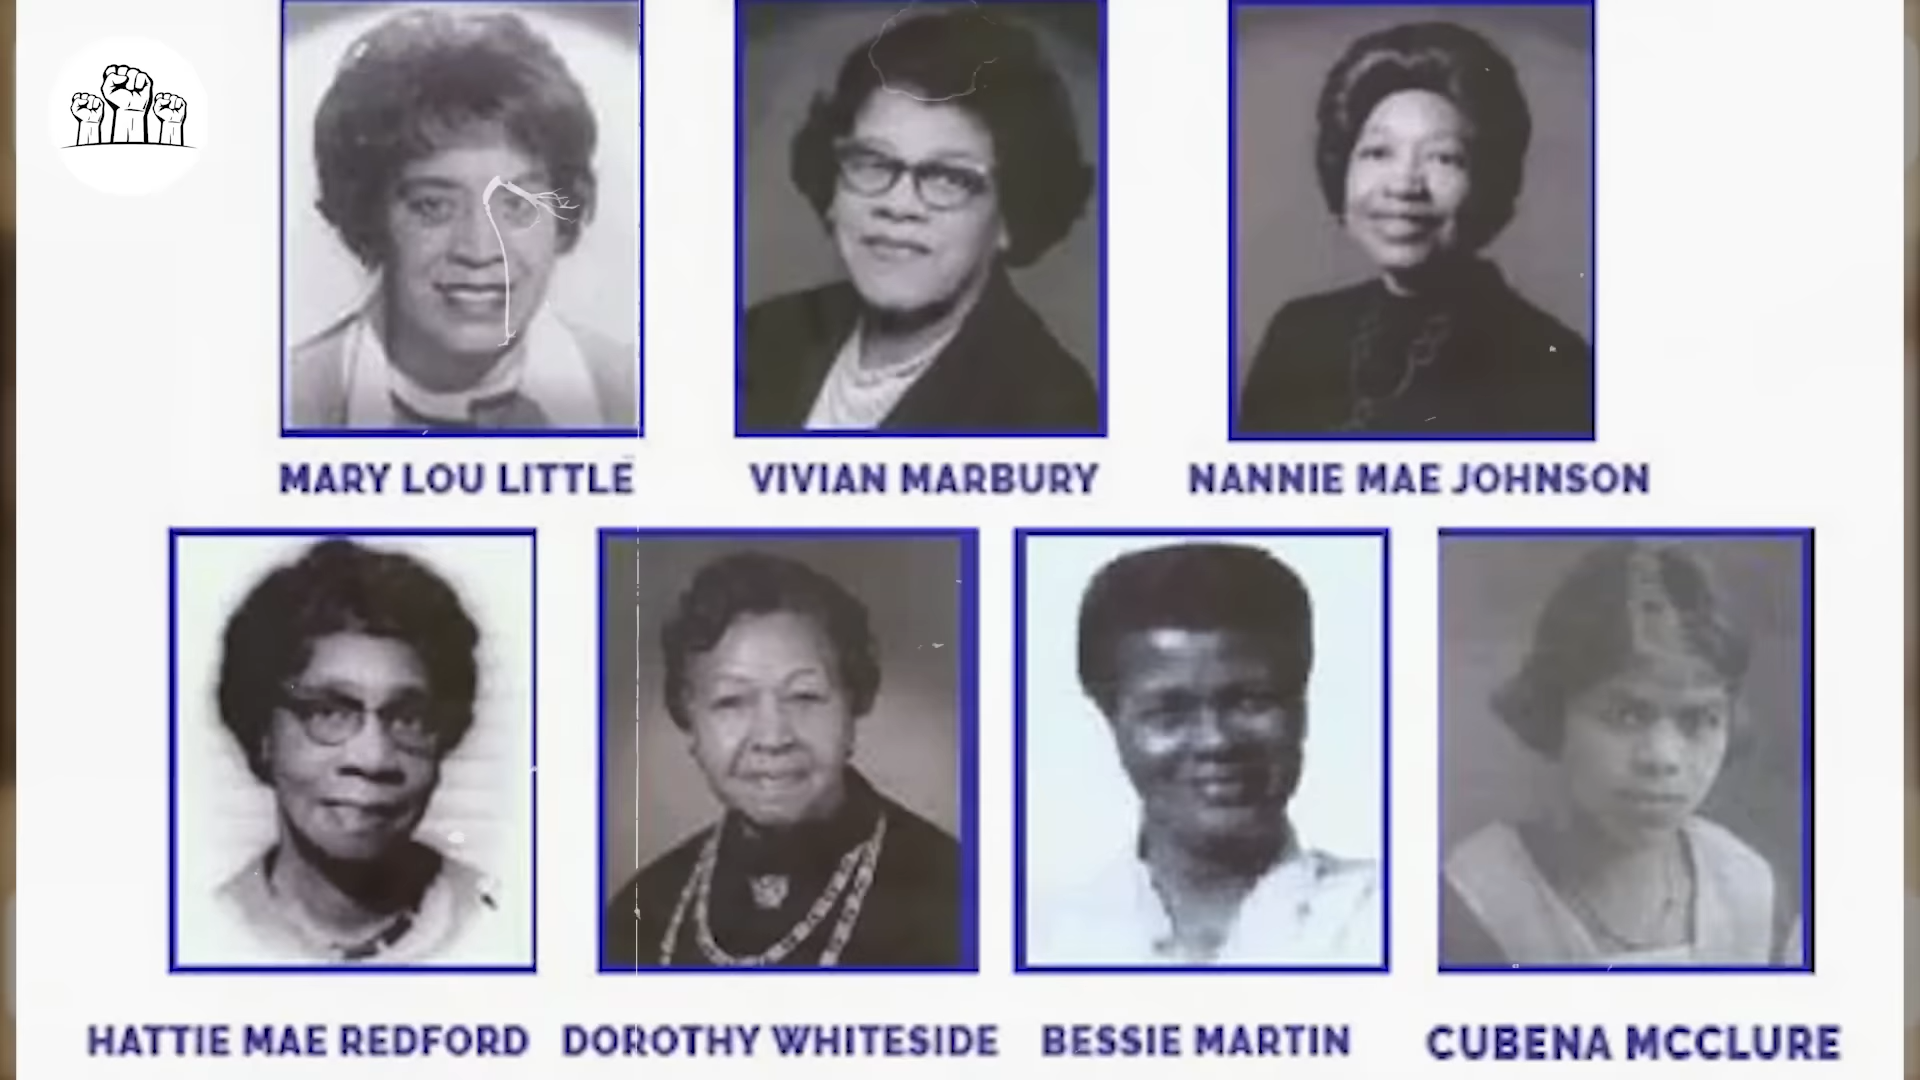 MARY LOU LITTLE
VIVIAN MARBURY
NANNIE MAE JOHNSON
HATTIE MAE REDFORD
DOROTHY WHITESIDE
BESSIE MARTIN
CUBENA MCCLURE